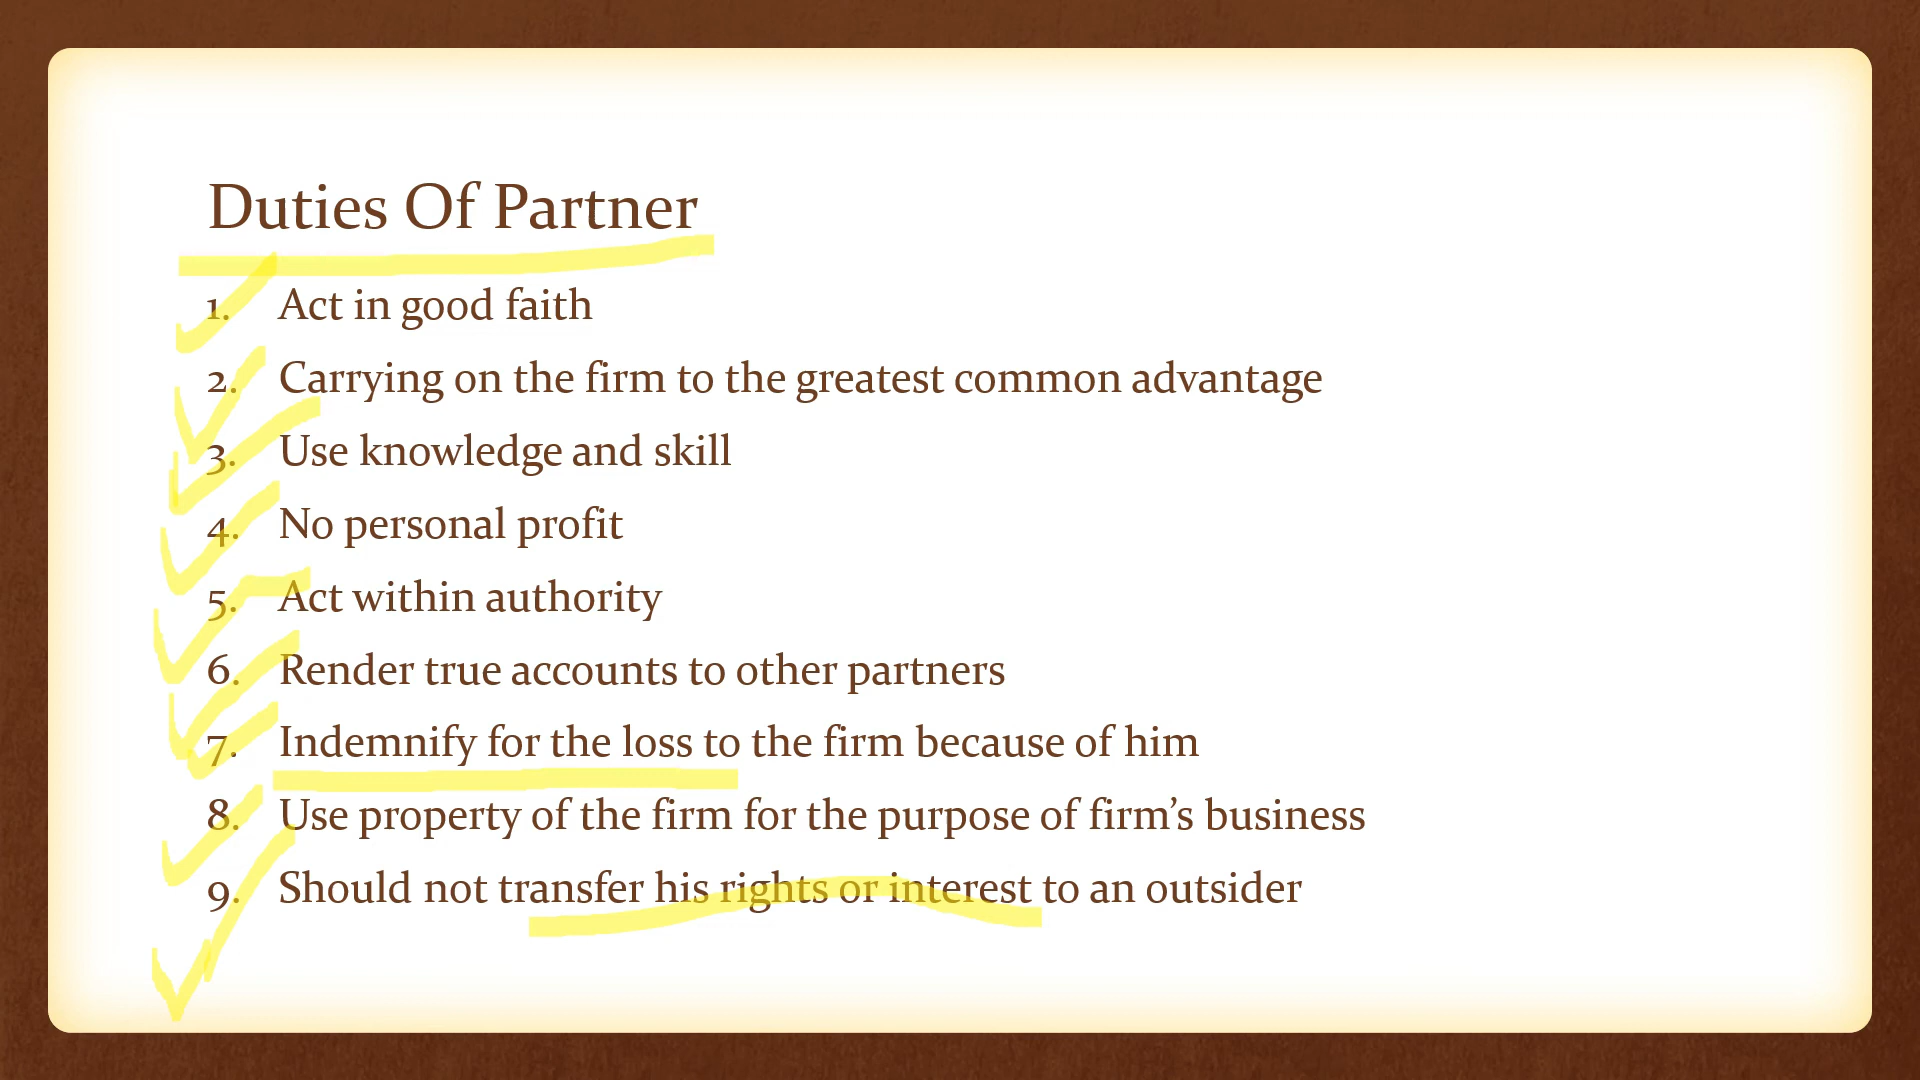 Duties Of Partner
1. Act in good faith
2. Carrying on the firm to the greatest common advantage
3. Use knowledge and skill
4. No personal profit
5. Act within authority
6. Render true accounts to other partners
7. Indemnify for the loss to the firm because of him
8. Use property of the firm for the purpose of firm’s business
9. Should not transfer his rights or interest to an outsider